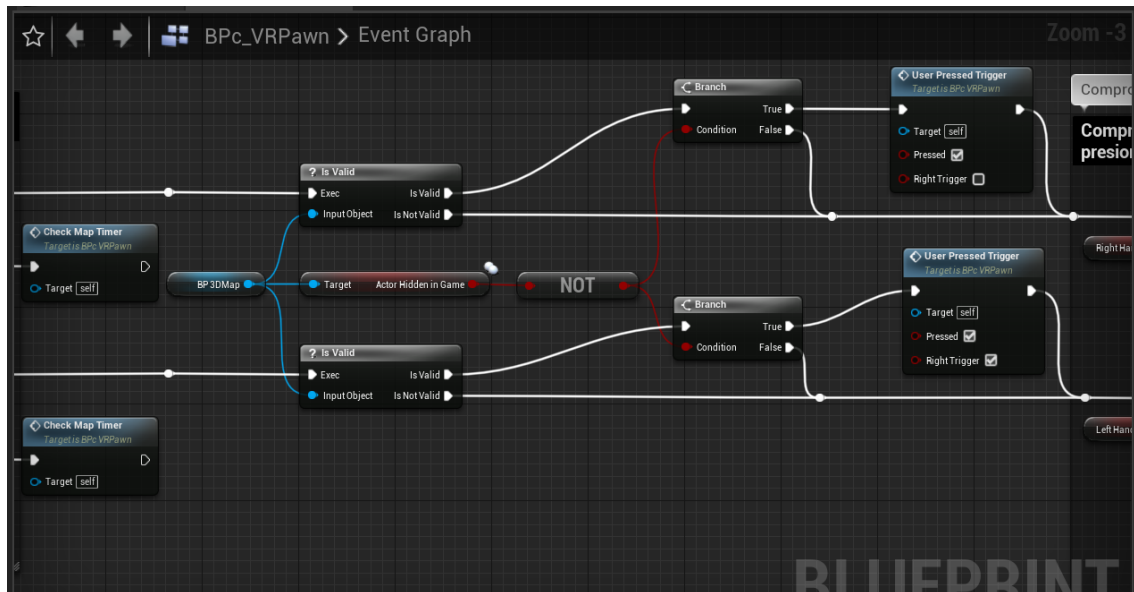 BPc_VRPawn > Event Graph
Zoom -3
Branch
True
Condition
False
User Pressed Trigger
Target is BPc VRPawn
Target self
Pressed
Right Trigger
Compro
Compr
presior
? Is Valid
Exec
Is Valid
Input Object
Is Not Valid
Check Map Timer
Target is BPc VRPawn
Target self
BP 3DMap
Target
Actor Hidden in Game
NOT
Right Ha
User Pressed Trigger
Target is BPc VRPawn
Target self
Pressed
Right Trigger
Branch
True
Condition
False
? Is Valid
Exec
Is Valid
Input Object
Is Not Valid
Check Map Timer
Target is BPc VRPawn
Target self
Left Han
BLUEPRINT